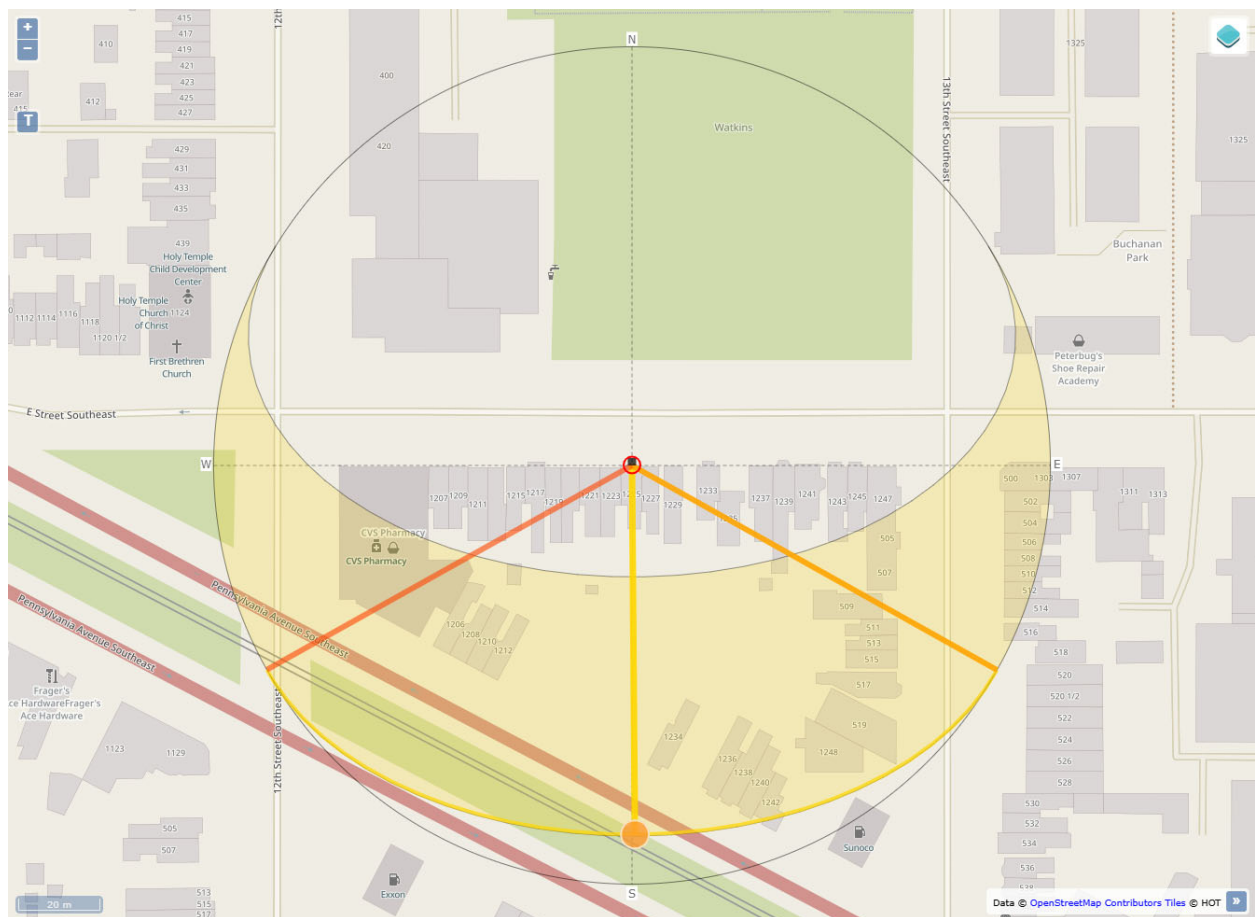 +
−
T
415
417
419
421
423
425
427
410
412
12th
400
420
N
Watkins
13th Street Southeast
1325
1325
429
431
433
435
439
Holy Temple
Child Development
Center
Holy Temple
Church
of Christ
1124
First Brethren
Church
1112
1114
1116
1118
1120 1/2
Buchanan
Park
Peterbug's
Shoe Repair
Academy
E Street Southeast
W
E
1207
1209
1211
1215
1217
1219
1221
1223
1225
1227
1229
1233
1235
1237
1239
1241
1243
1245
1247
500
1303
1307
1311
1313
502
504
506
508
510
512
514
516
518
520
520 1/2
522
524
526
528
530
532
534
536
538
505
507
509
511
513
515
517
519
1248
CVS Pharmacy
CVS Pharmacy
1206
1208
1210
1212
1234
1236
1238
1240
1242
Pennsylvania Avenue Southeast
Pennsylvania Avenue Southeast
12th Street Southeast
Frager's
ce HardwareFrager's
Ace Hardware
1123
1129
505
507
513
515
517
Exxon
Sunoco
S
20 m
Data © OpenStreetMap Contributors Tiles © HOT
»